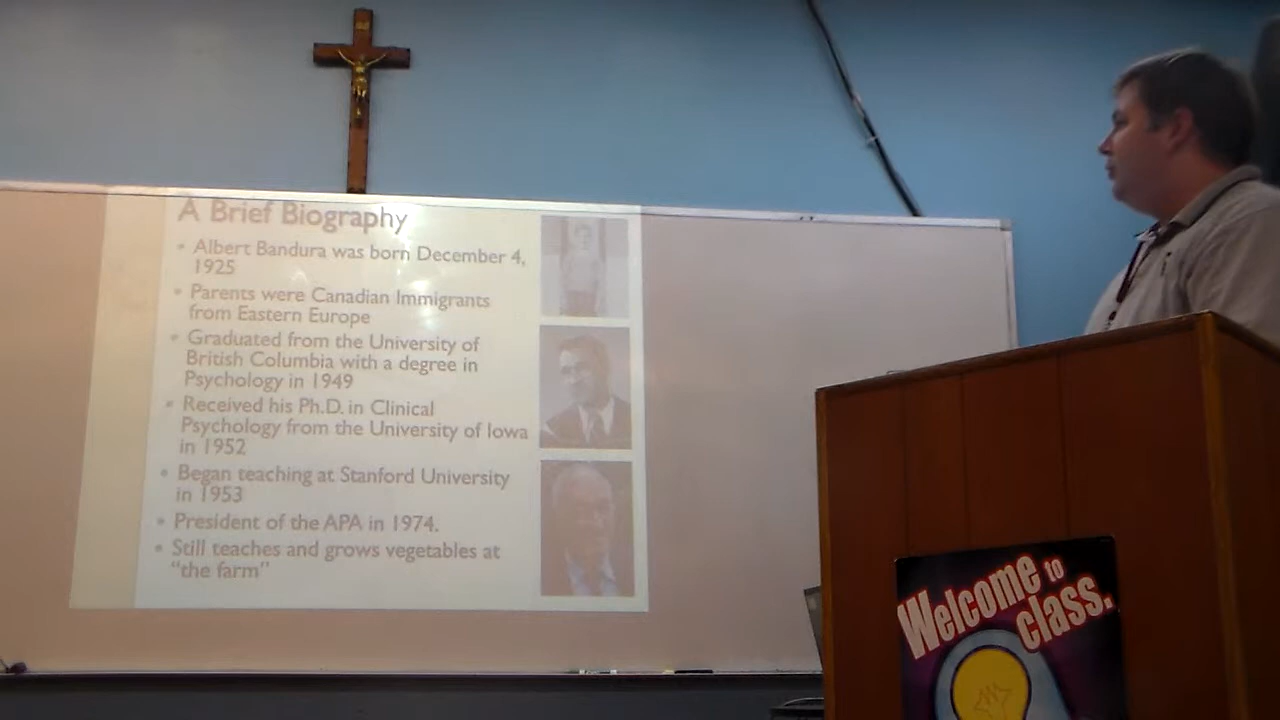 A Brief Biography
• Albert Bandura was born December 4,
1925
• Parents were Canadian Immigrants
from Eastern Europe
• Graduated from the University of
British Columbia with a degree in
Psychology in 1949
• Received his Ph.D. in Clinical
Psychology from the University of Iowa
in 1952
• Began teaching at Stanford University
in 1953
• President of the APA in 1974.
• Still teaches and grows vegetables at
"the farm"
Welcome to
class.